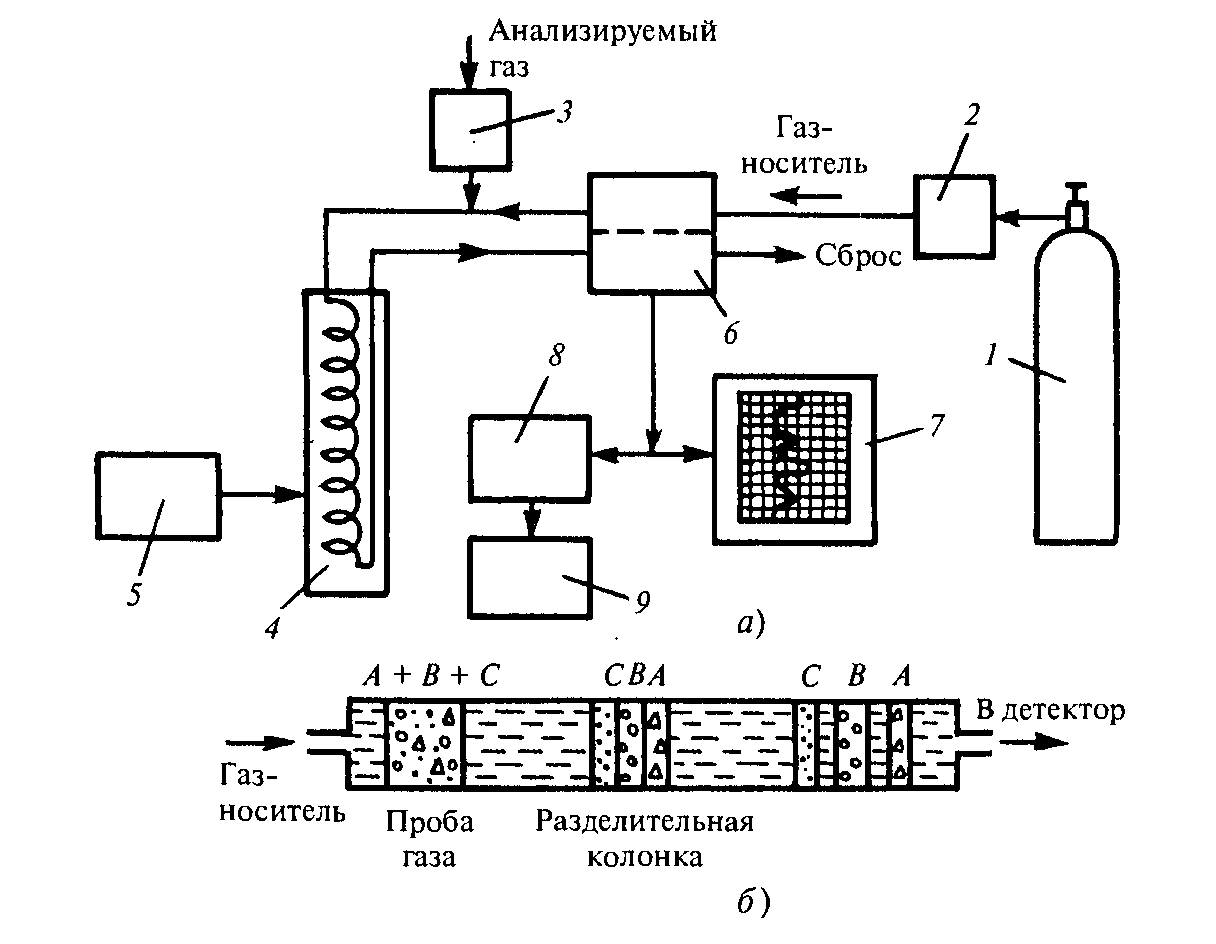 Анализируемый
газ
3
Газ-
носитель
2
Сброс
6
1
8
7
5
4
9
а)
A + B + C
C B A
C B A
В детектор
Газ-
носитель
Проба
газа
Разделительная
колонка
б)